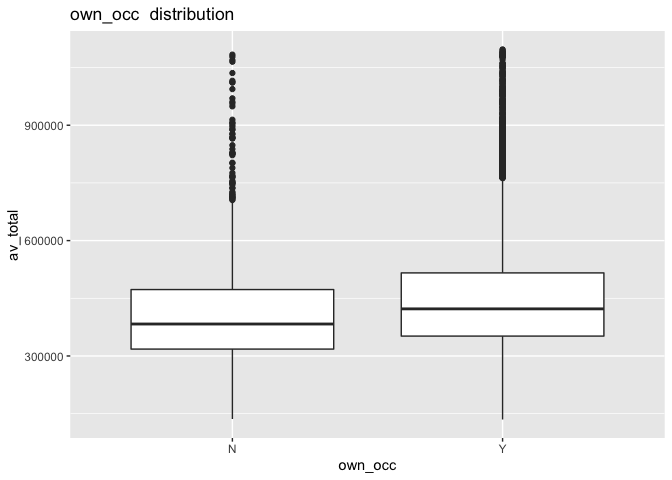 own_occ distribution
900000
600000
300000
av_total
N
Y
own_occ